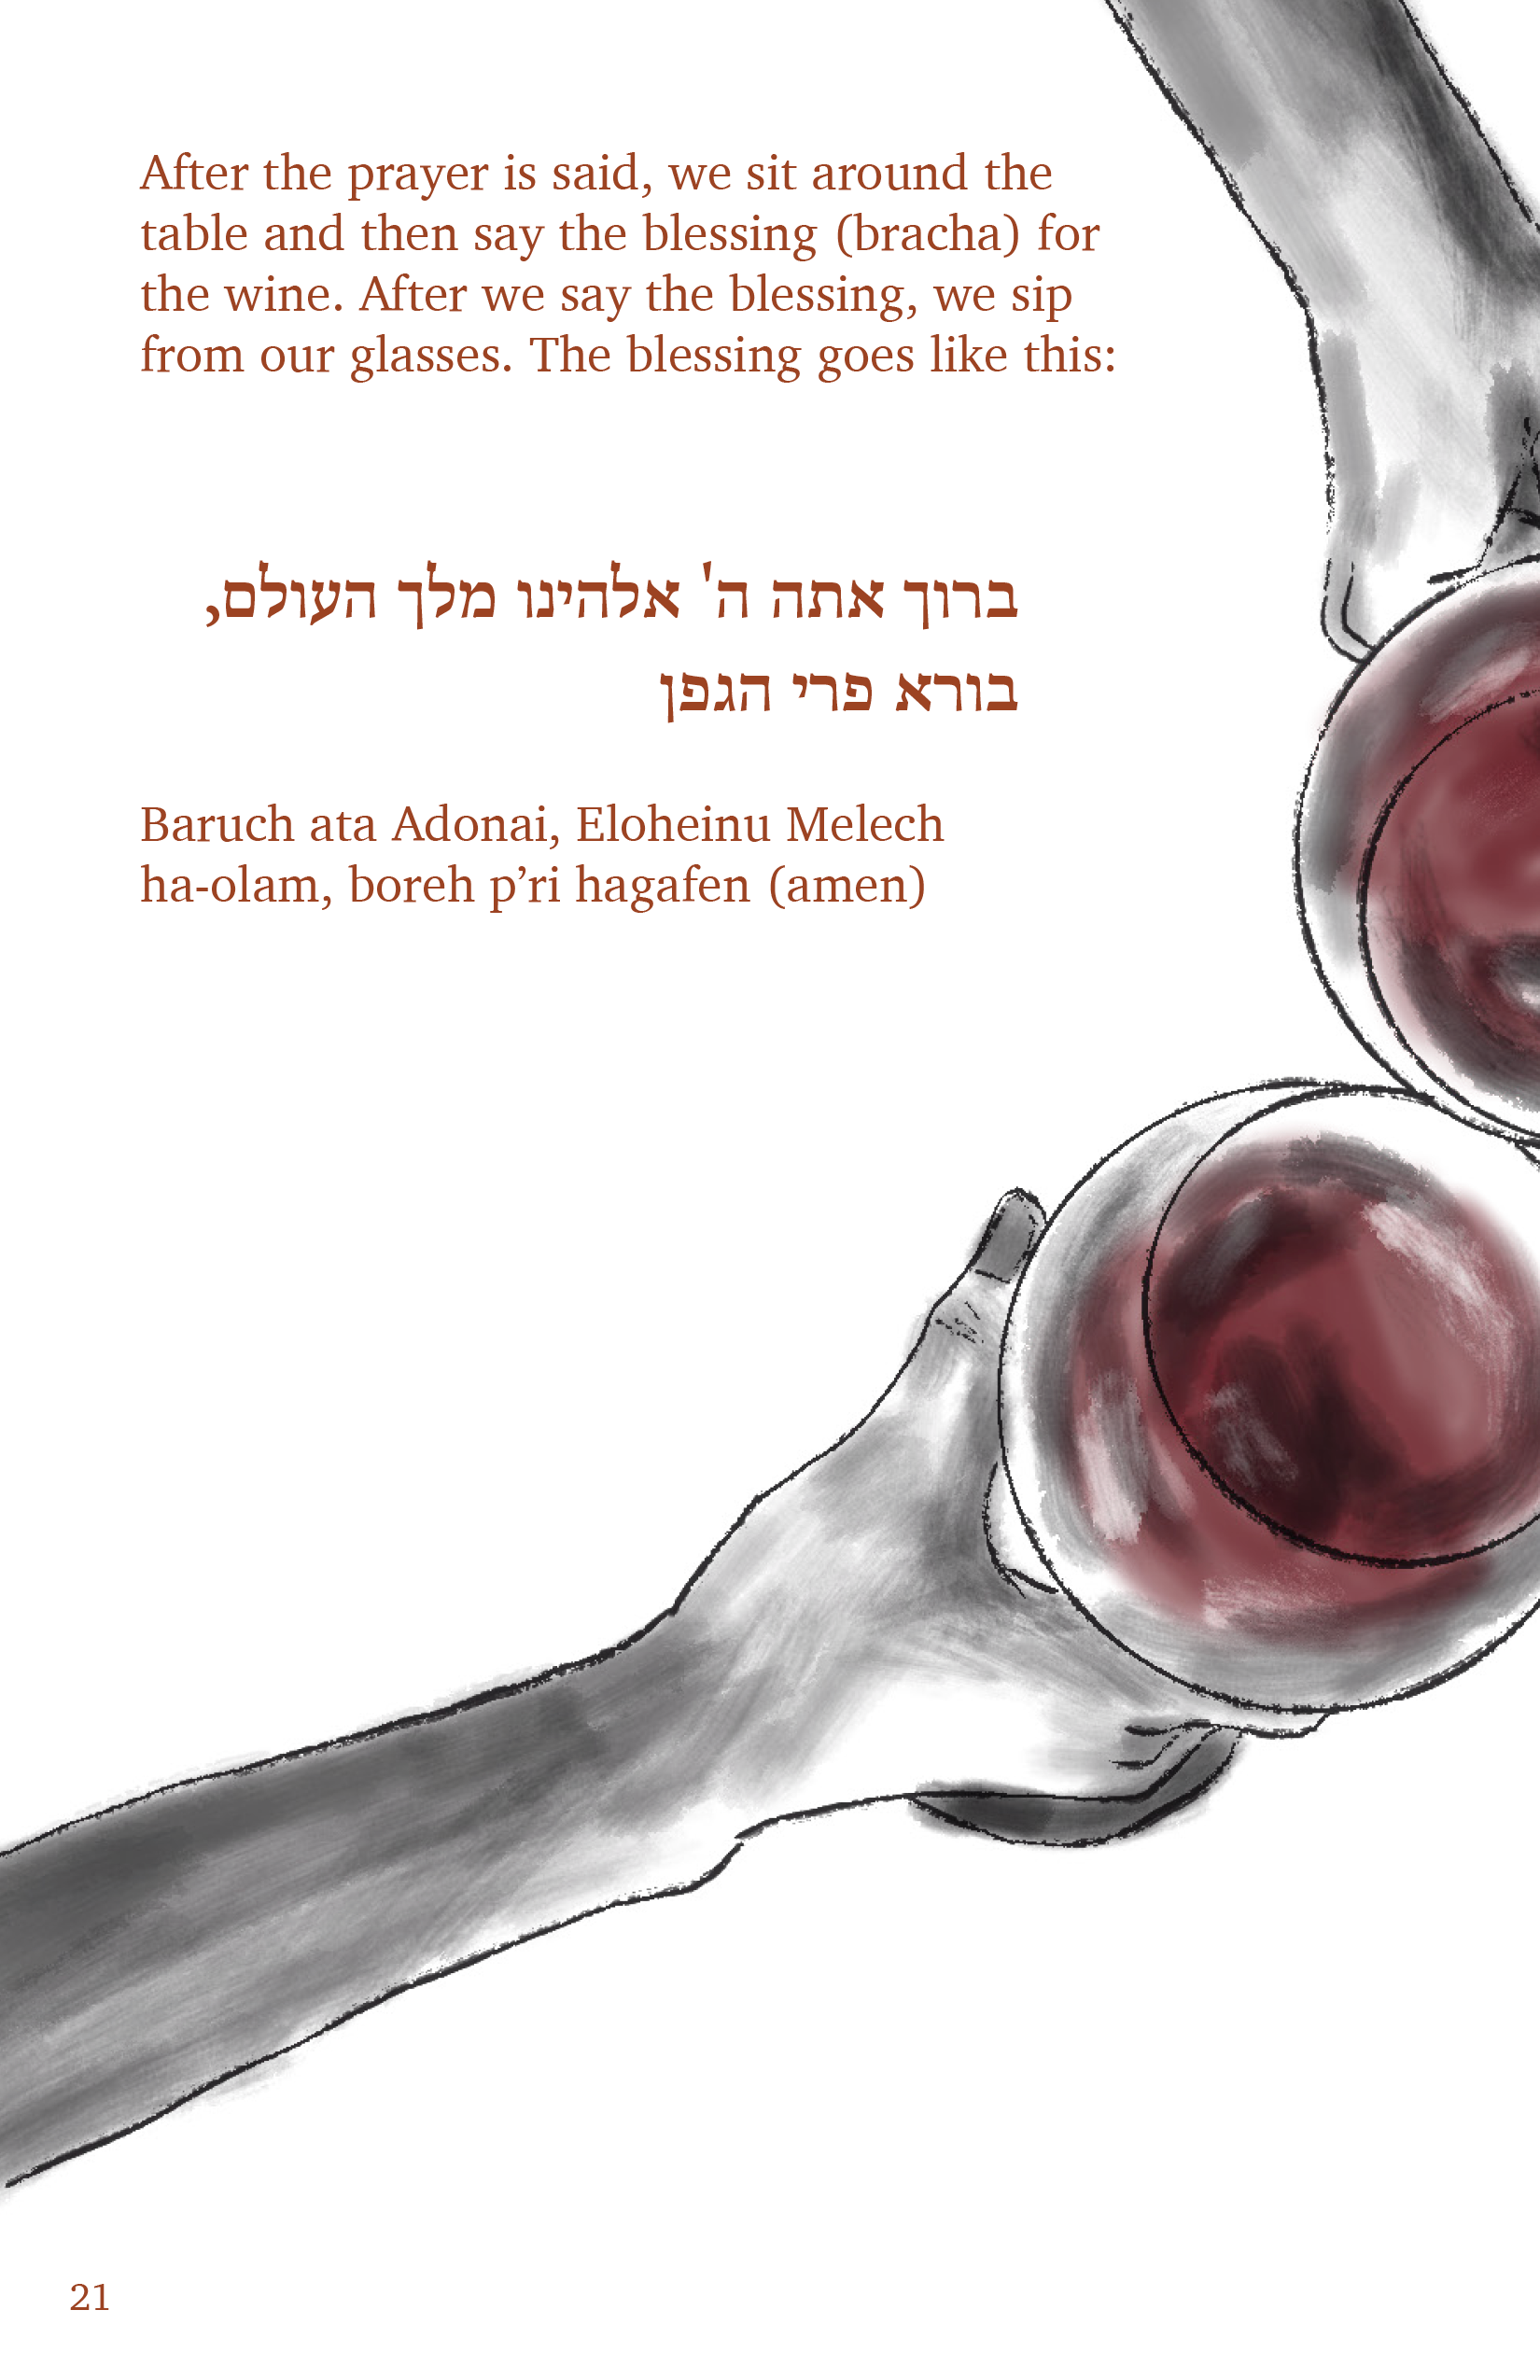 After the prayer is said, we sit around the
table and then say the blessing (bracha) for
the wine. After we say the blessing, we sip
from our glasses. The blessing goes like this:
ברוך אתה ה' אלהינו מלך העולם,
בורא פרי הגפן
Baruch ata Adonai, Eloheinu Melech
ha-olam, boreh p’ri hagafen (amen)
21